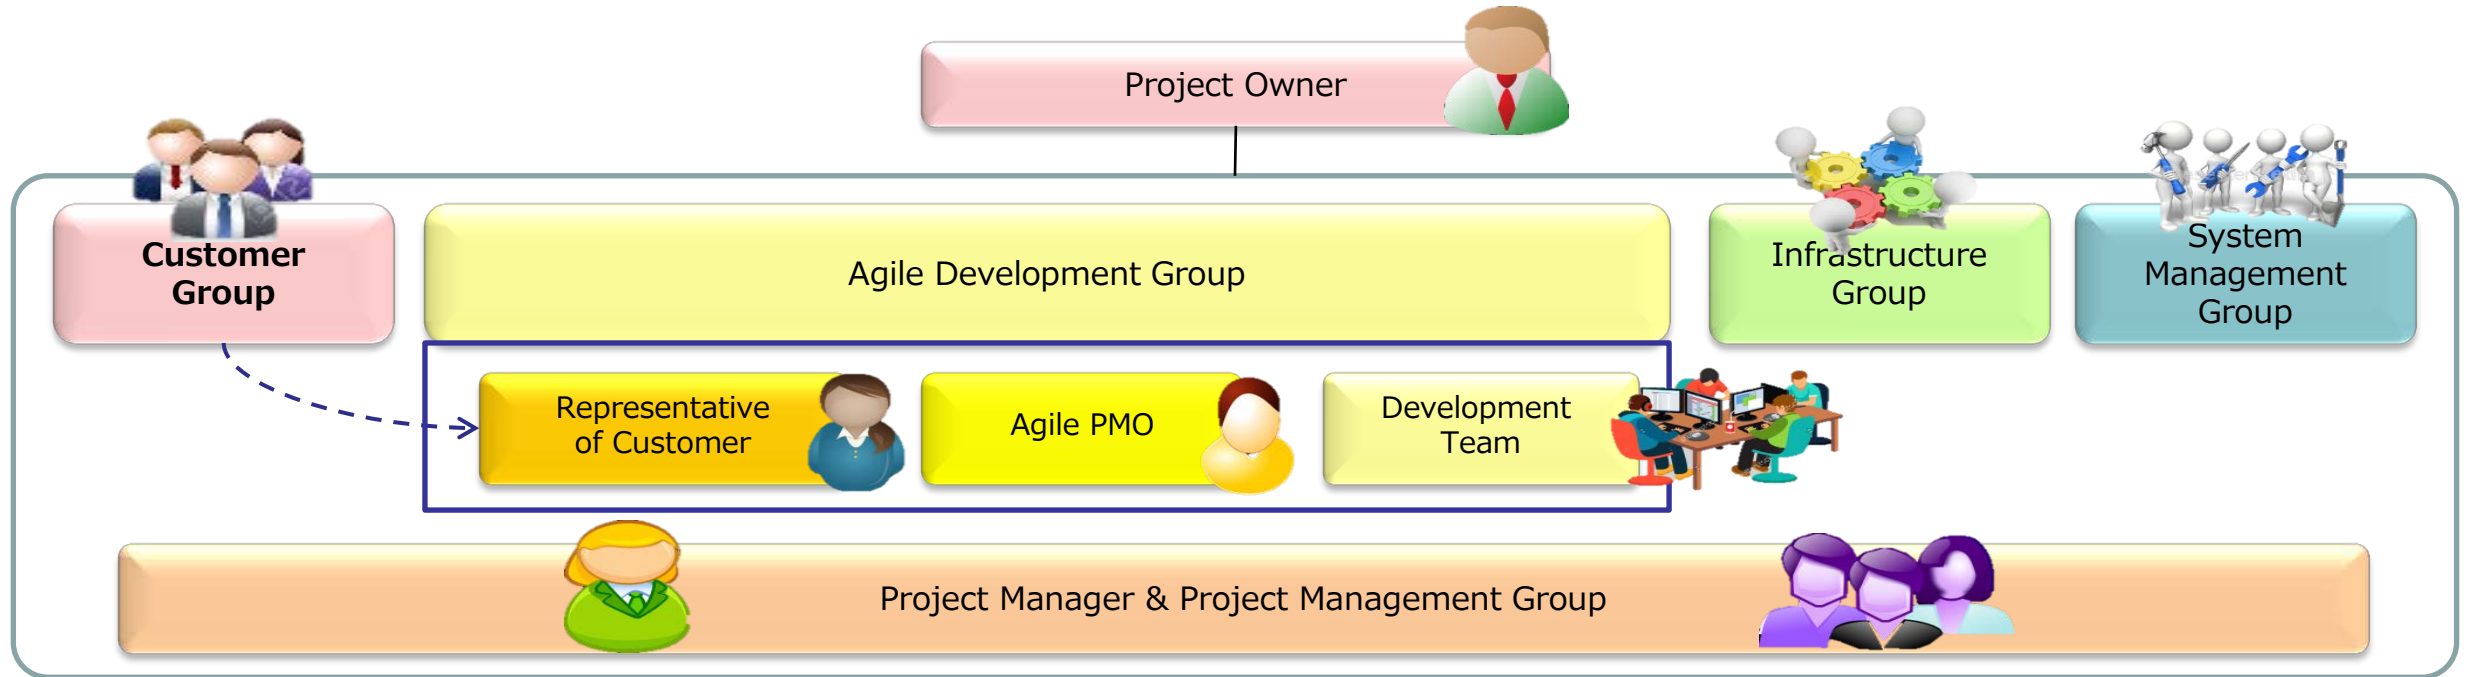 Project Owner
Customer
Group
Agile Development Group
Infrastructure
Group
System
Management
Group
Representative
of Customer
Agile PMO
Development
Team
Project Manager & Project Management Group